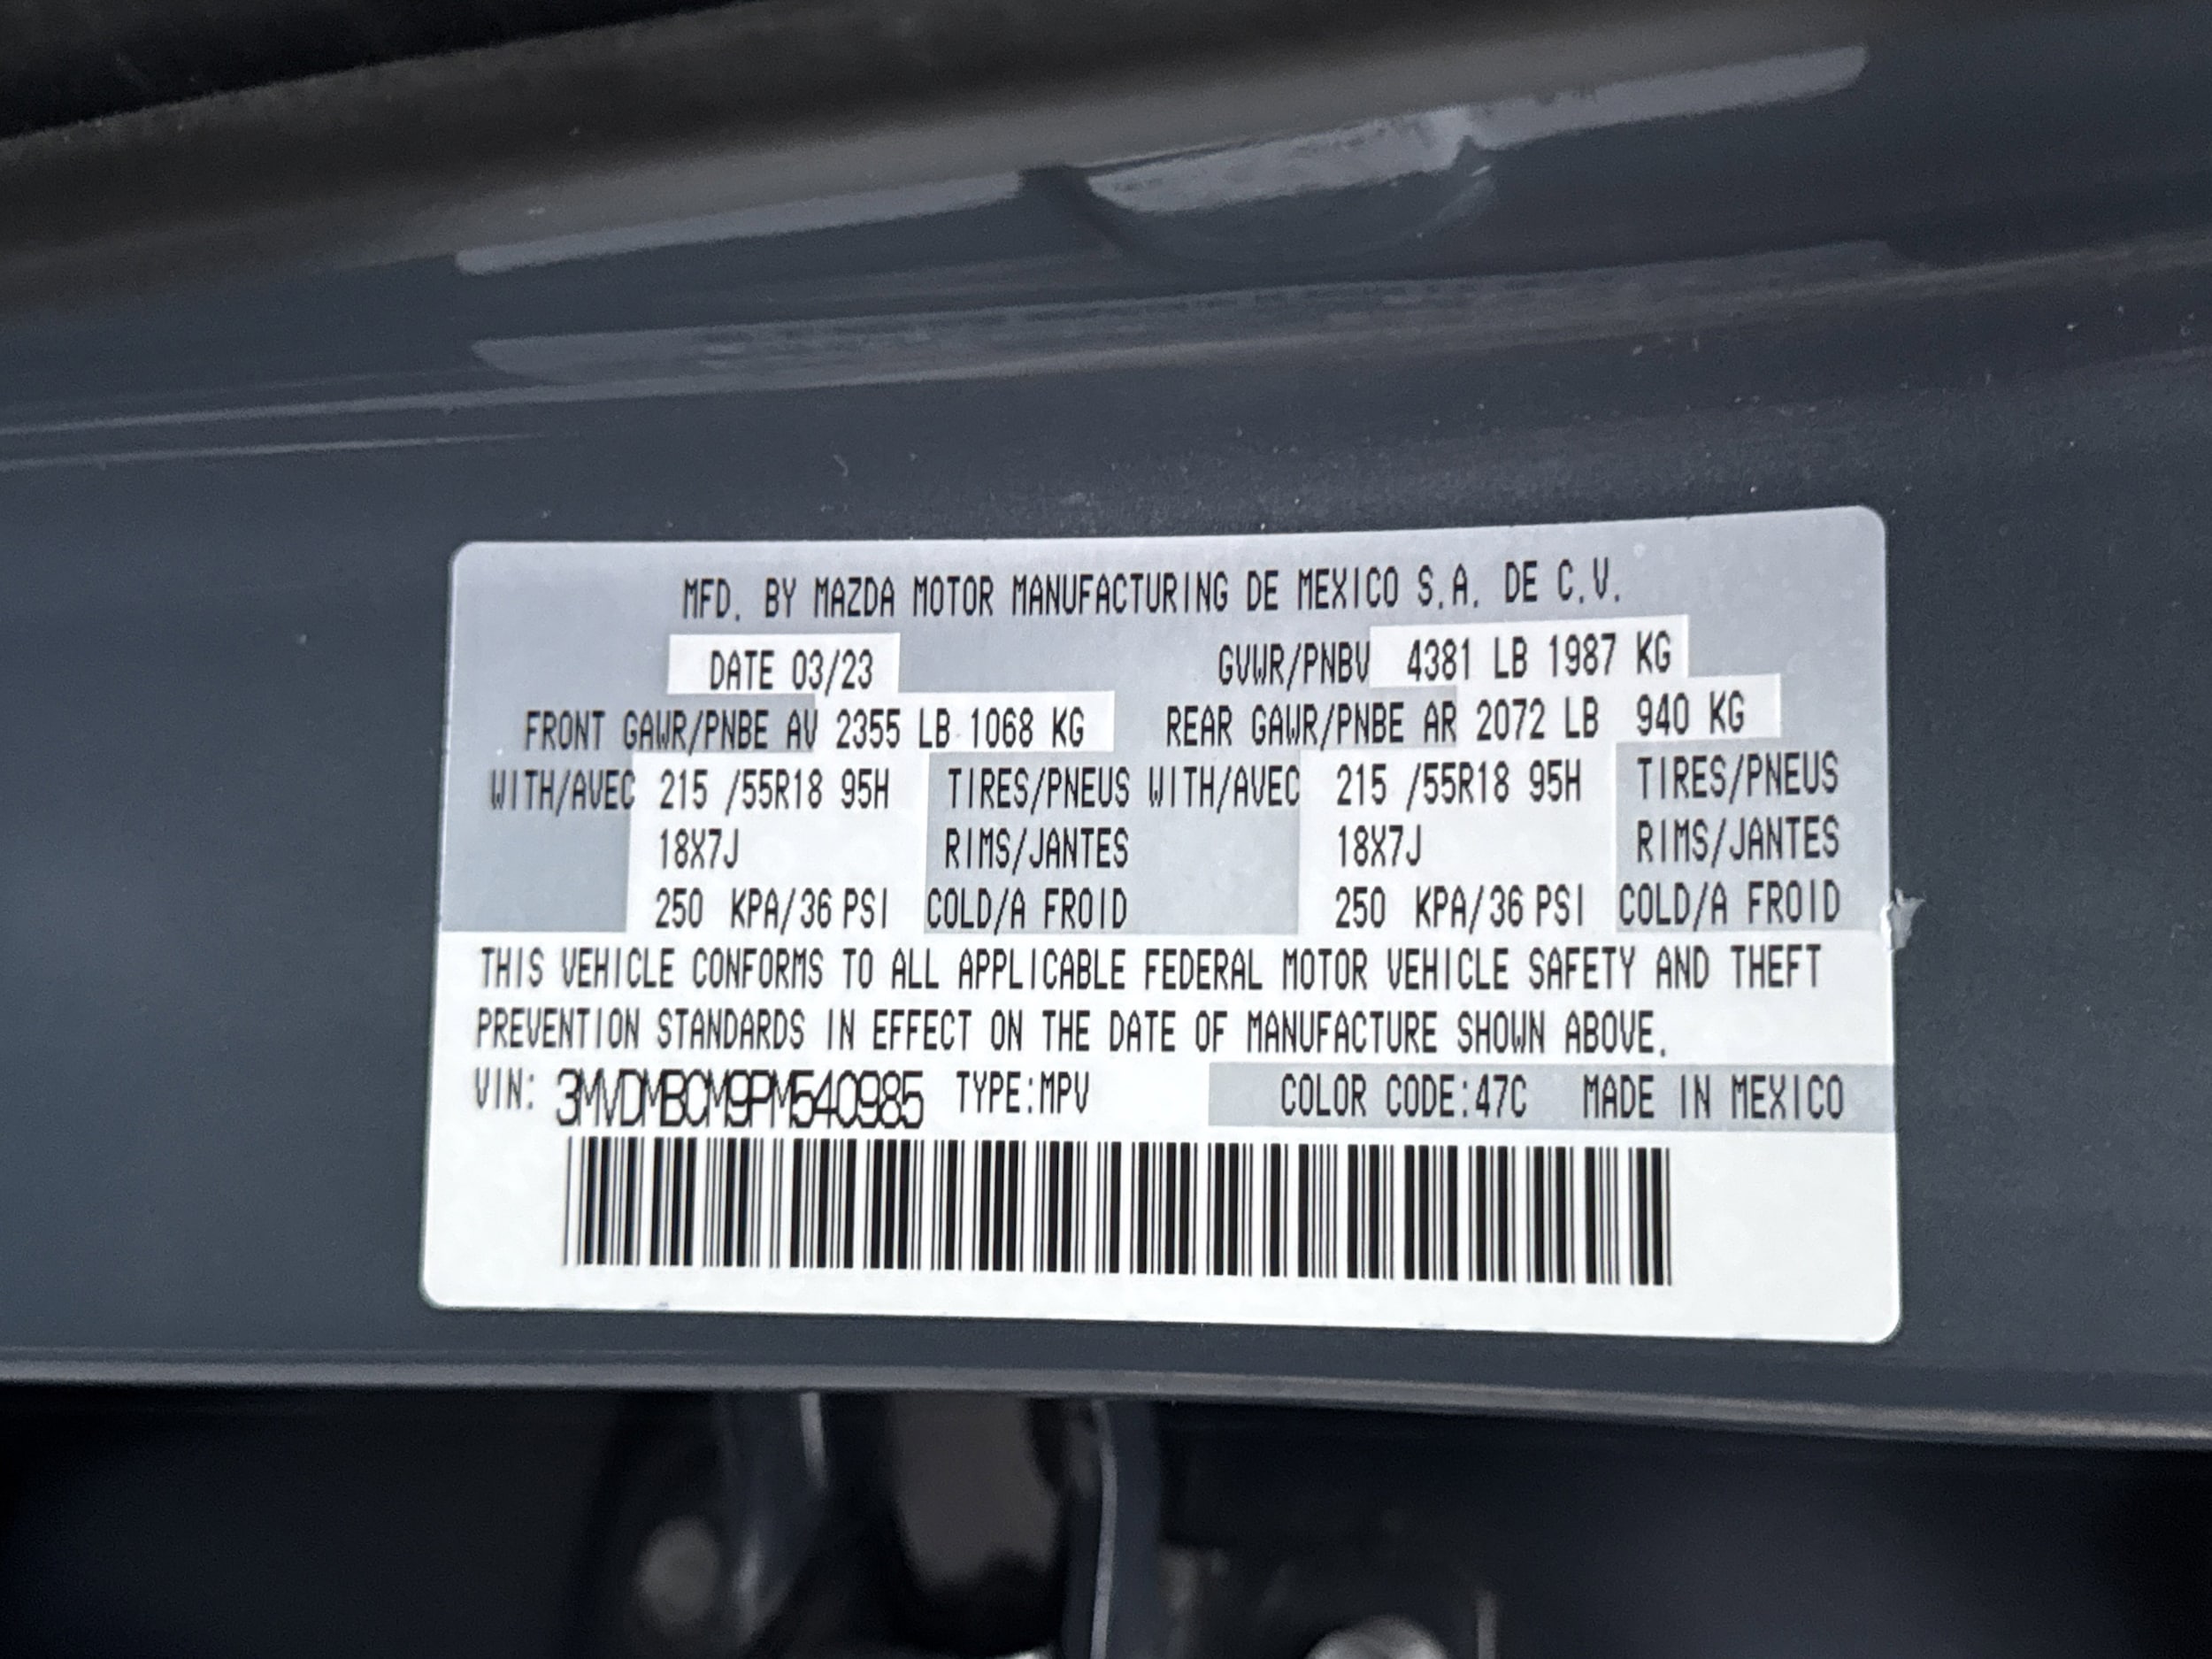 MFD. BY MAZDA MOTOR MANUFACTURING DE MEXICO S.A. DE C.V.
DATE 03/23 GVWR/PNBV 4381 LB 1987 KG
FRONT GAWR/PNBE AV 2355 LB 1068 KG REAR GAWR/PNBE AR 2072 LB 940 KG
WITH/AVEC 215 /55R18 95H TIRES/PNEUS WITH/AVEC 215 /55R18 95H TIRES/PNEUS
18X7J RIMS/JANTES 18X7J RIMS/JANTES
250 KPA/36 PSI COLD/A FROID 250 KPA/36 PSI COLD/A FROID
THIS VEHICLE CONFORMS TO ALL APPLICABLE FEDERAL MOTOR VEHICLE SAFETY AND THEFT
PREVENTION STANDARDS IN EFFECT ON THE DATE OF MANUFACTURE SHOWN ABOVE.
VIN: 3MVDMBCM9PM540985 TYPE:MPV COLOR CODE:47C MADE IN MEXICO